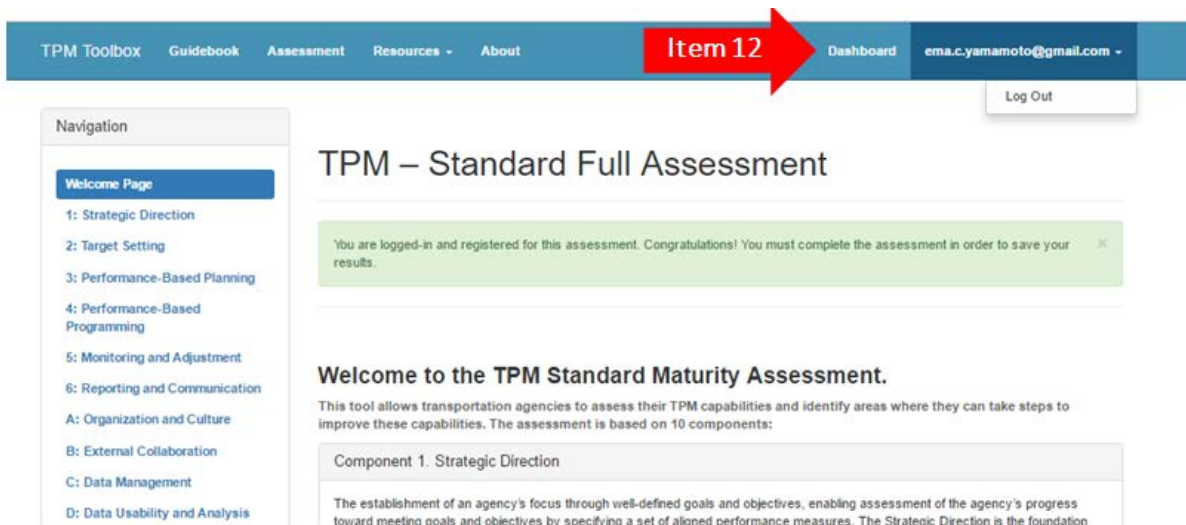 TPM Toolbox Guidebook Assessment Resources About Item 12 Dashboard ema.c.yamamoto@gmail.com
Log Out
Navigation
Welcome Page
1: Strategic Direction
2: Target Setting
3: Performance-Based Planning
4: Performance-Based
Programming
5: Monitoring and Adjustment
6: Reporting and Communication
A: Organization and Culture
B: External Collaboration
C: Data Management
D: Data Usability and Analysis
TPM – Standard Full Assessment
You are logged-in and registered for this assessment. Congratulations! You must complete the assessment in order to save your
results.
×
Welcome to the TPM Standard Maturity Assessment.
This tool allows transportation agencies to assess their TPM capabilities and identify areas where they can take steps to
improve these capabilities. The assessment is based on 10 components:
Component 1. Strategic Direction
The establishment of an agency's focus through well-defined goals and objectives, enabling assessment of the agency's progress
toward meeting goals and objectives by specifying a set of aligned performance measures. The Strategic Direction is the foundation